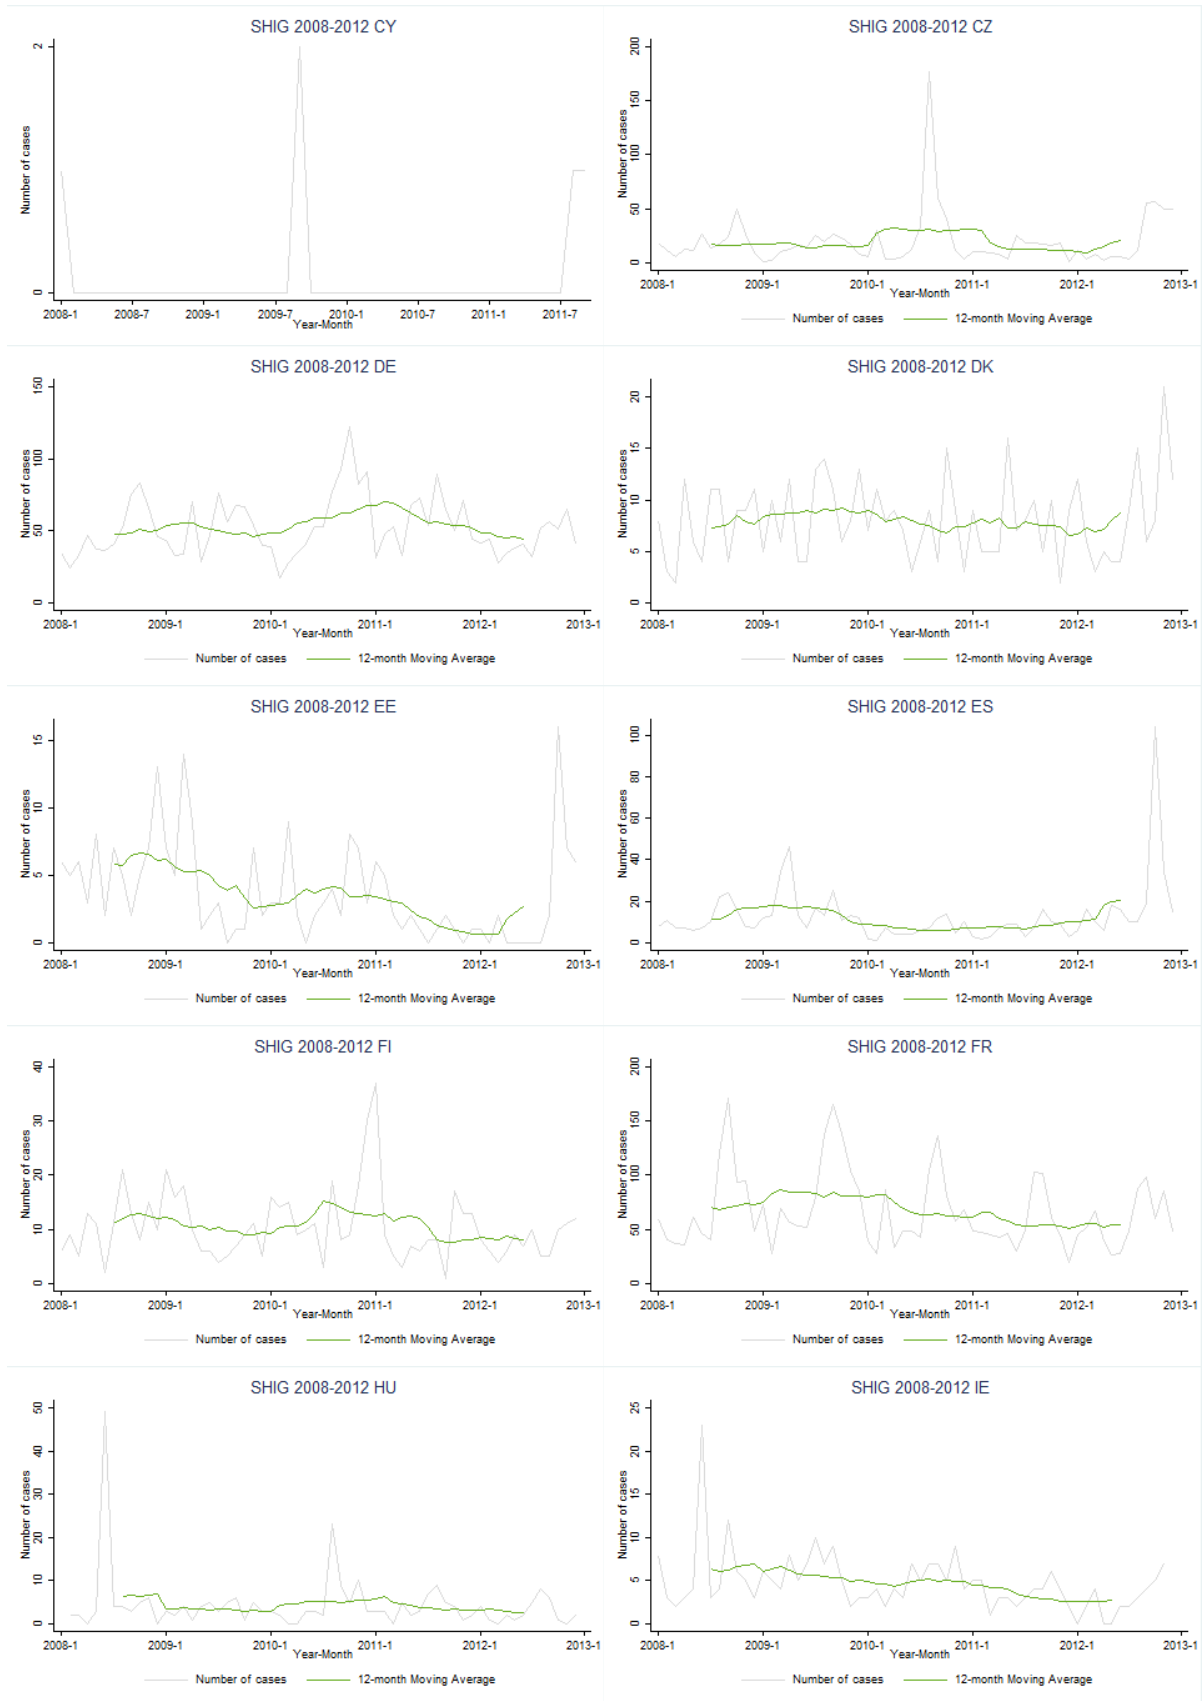 SHIG 2008-2012 CY
Number of cases
2
0
2008-1 2008-7 2009-1 2009-7 2010-1 2010-7 2011-1 2011-7
Year-Month
SHIG 2008-2012 CZ
Number of cases
200
150
100
50
0
2008-1 2009-1 2010-1 2011-1 2012-1 2013-1
Year-Month
Number of cases 12-month Moving Average
SHIG 2008-2012 DE
Number of cases
150
100
50
0
2008-1 2009-1 2010-1 2011-1 2012-1 2013-1
Year-Month
Number of cases 12-month Moving Average
SHIG 2008-2012 DK
Number of cases
20
15
10
5
0
2008-1 2009-1 2010-1 2011-1 2012-1 2013-1
Year-Month
Number of cases 12-month Moving Average
SHIG 2008-2012 EE
Number of cases
15
10
5
0
2008-1 2009-1 2010-1 2011-1 2012-1 2013-1
Year-Month
Number of cases 12-month Moving Average
SHIG 2008-2012 ES
Number of cases
100
80
60
40
20
0
2008-1 2009-1 2010-1 2011-1 2012-1 2013-1
Year-Month
Number of cases 12-month Moving Average
SHIG 2008-2012 FI
Number of cases
40
30
20
10
0
2008-1 2009-1 2010-1 2011-1 2012-1 2013-1
Year-Month
Number of cases 12-month Moving Average
SHIG 2008-2012 FR
Number of cases
200
150
100
50
0
2008-1 2009-1 2010-1 2011-1 2012-1 2013-1
Year-Month
Number of cases 12-month Moving Average
SHIG 2008-2012 HU
Number of cases
50
40
30
20
10
0
2008-1 2009-1 2010-1 2011-1 2012-1 2013-1
Year-Month
Number of cases 12-month Moving Average
SHIG 2008-2012 IE
Number of cases
25
20
15
10
5
0
2008-1 2009-1 2010-1 2011-1 2012-1 2013-1
Year-Month
Number of cases 12-month Moving Average